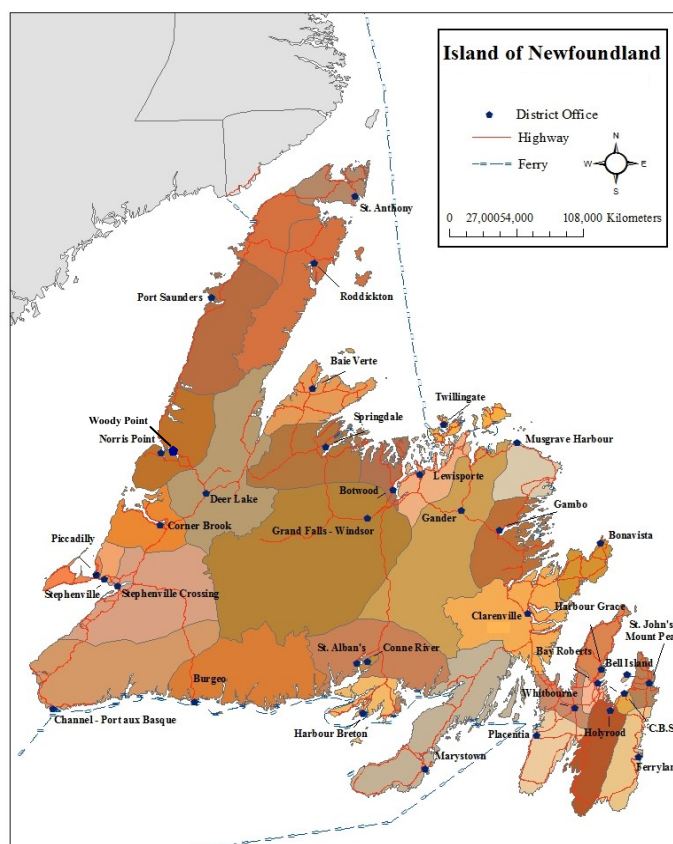 Island of Newfoundland
District Office
Highway
Ferry
N
W E
S
0 27,00054,000 108,000 Kilometers
St. Anthony
Roddickton
Port Saunders
Baie Verte
Twillingate
Springdale
Woody Point
Musgrave Harbour
Norris Point
Lewisporte
Botwood
Deer Lake
Gambo
Corner Brook
Grand Falls - Windsor
Gander
Bonavista
Piccadilly
Stephenville
Stephenville Crossing
Harbour Grace
Clarenville
St. John's
Mount Pe
St. Alban's
Conne River
Bay Roberts
Bell Island
Burgeo
Whitbourne
Channel - Port aux Basque
Harbour Breton
Placentia
Holyrood
C.B.S
Marystown
Ferrylan